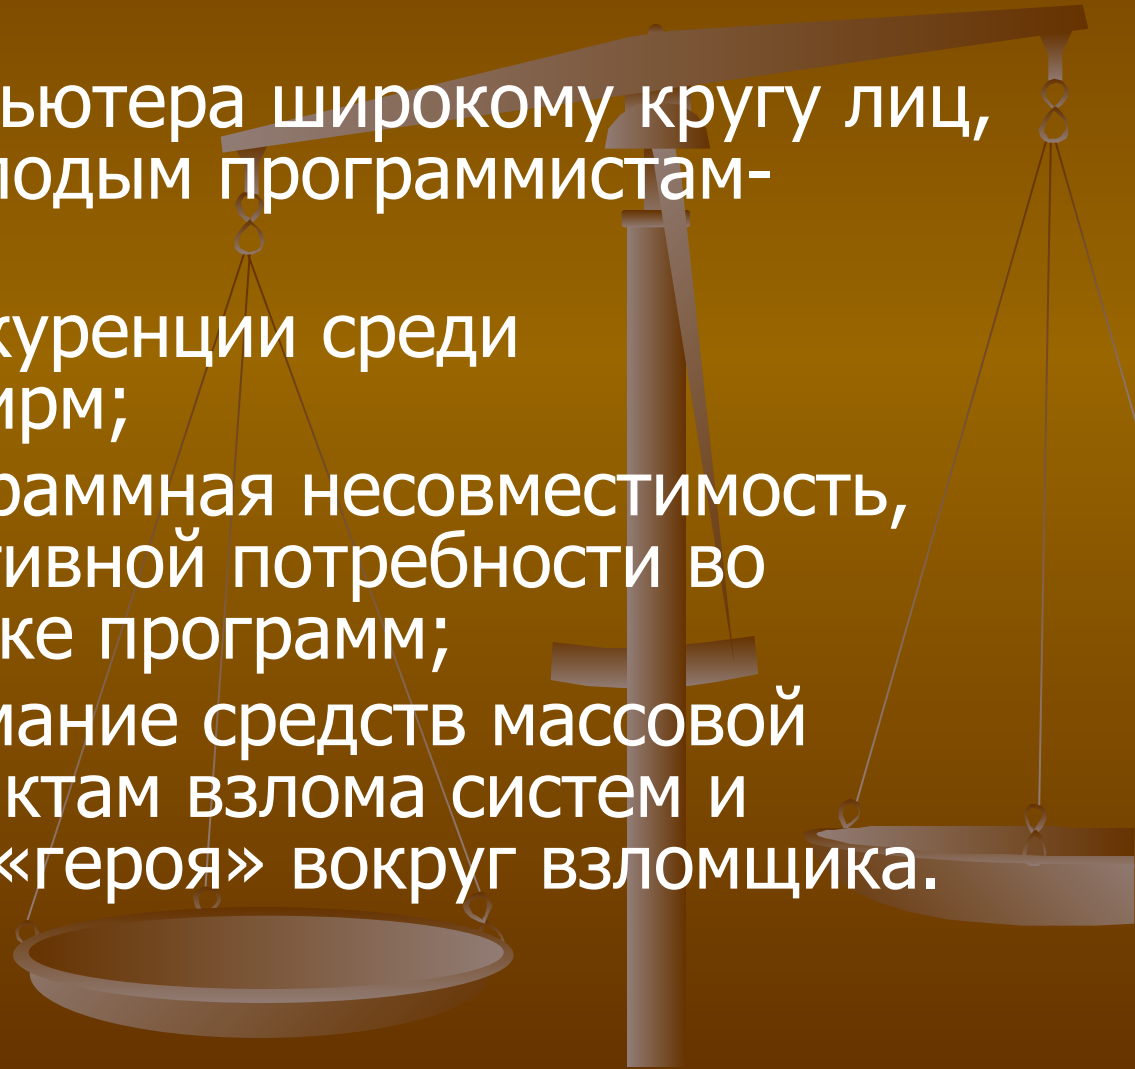 ьютера широкому кругу лиц,
лодым программистам-
куренции среди
ирм;
раммная несовместимость,
тивной потребности во
ке программ;
мание средств массовой
ктам взлома систем и
«героя» вокруг взломщика.